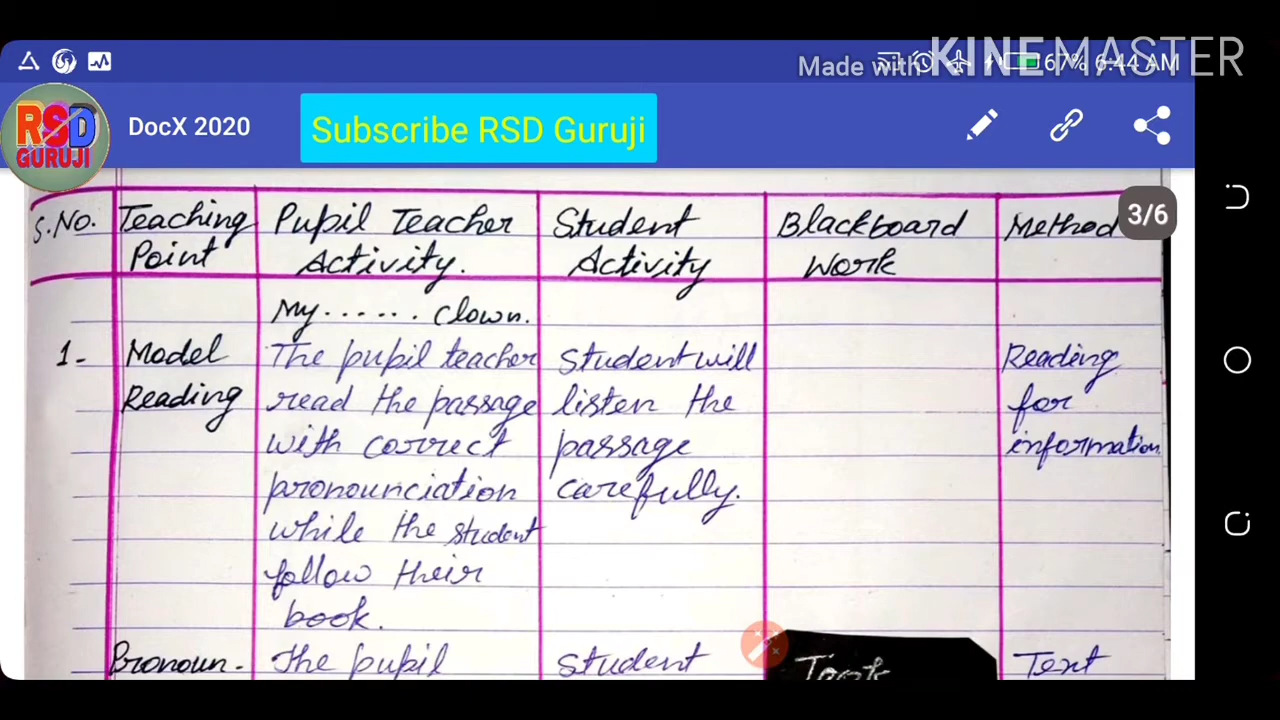 Made with KINEMASTER
67% 6:44 AM
RSD
GURUJI
DocX 2020
Subscribe RSD Guruji
3/6
S.No. Teaching Point Pupil Teacher Activity. Student Activity Blackboard Work Method
My...... Clown.
1- Model The pupil teacher Student will Reading
Reading read the passage listen the for
with correct passage information
pronounciation carefully.
while the student
follow their
book.
Pronoun. The pupil Student Task Text